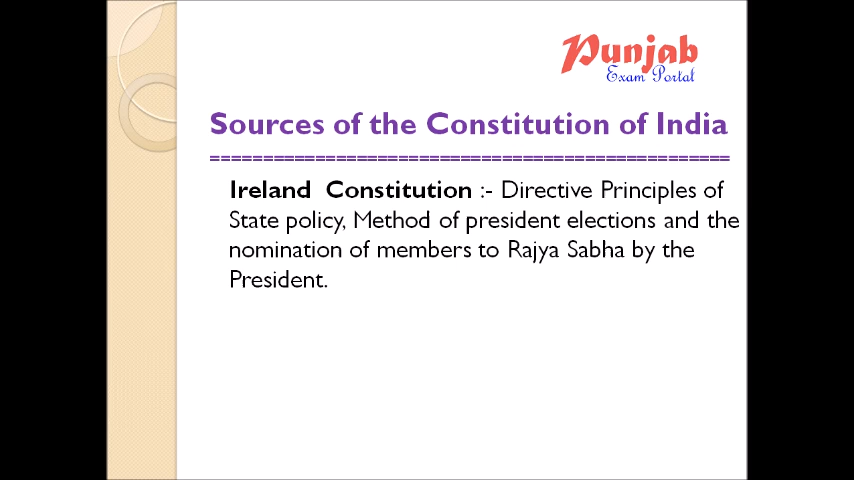 Punjab
Exam Portal
Sources of the Constitution of India
==================================================
Ireland Constitution :- Directive Principles of
State policy, Method of president elections and the
nomination of members to Rajya Sabha by the
President.